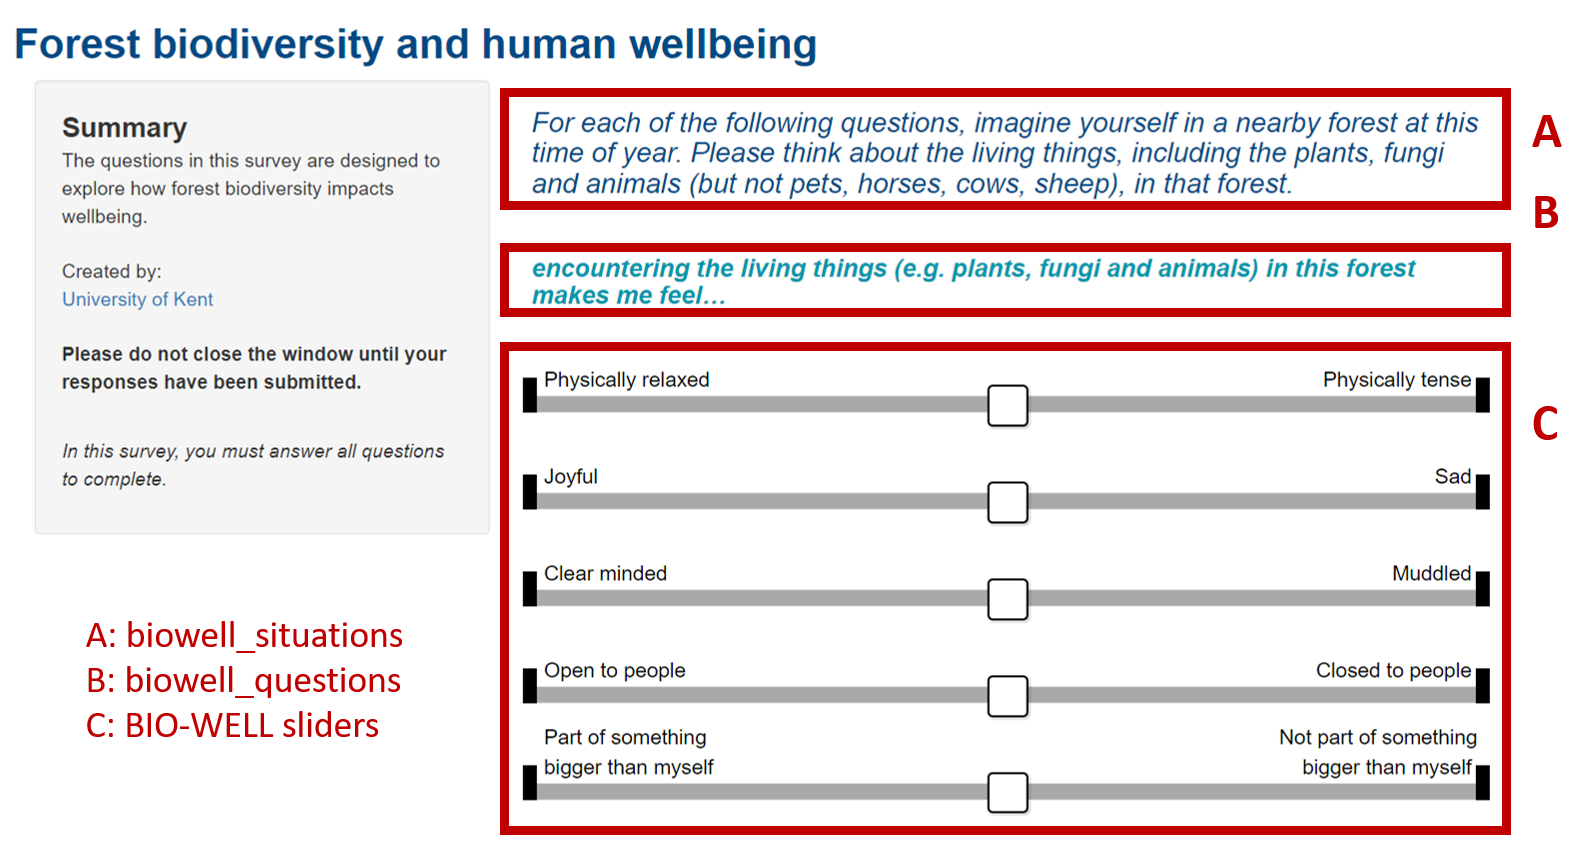 Forest biodiversity and human wellbeing
Summary
The questions in this survey are designed to
explore how forest biodiversity impacts
wellbeing.
Created by:
University of Kent
Please do not close the window until your
responses have been submitted.
In this survey, you must answer all questions
to complete.
A: biowell_situations
B: biowell_questions
C: BIO-WELL sliders
For each of the following questions, imagine yourself in a nearby forest at this
time of year. Please think about the living things, including the plants, fungi
and animals (but not pets, horses, cows, sheep), in that forest.
A
B
encountering the living things (e.g. plants, fungi and animals) in this forest
makes me feel…
C
Physically relaxed Physically tense
Joyful Sad
Clear minded Muddled
Open to people Closed to people
Part of something Not part of something
bigger than myself bigger than myself